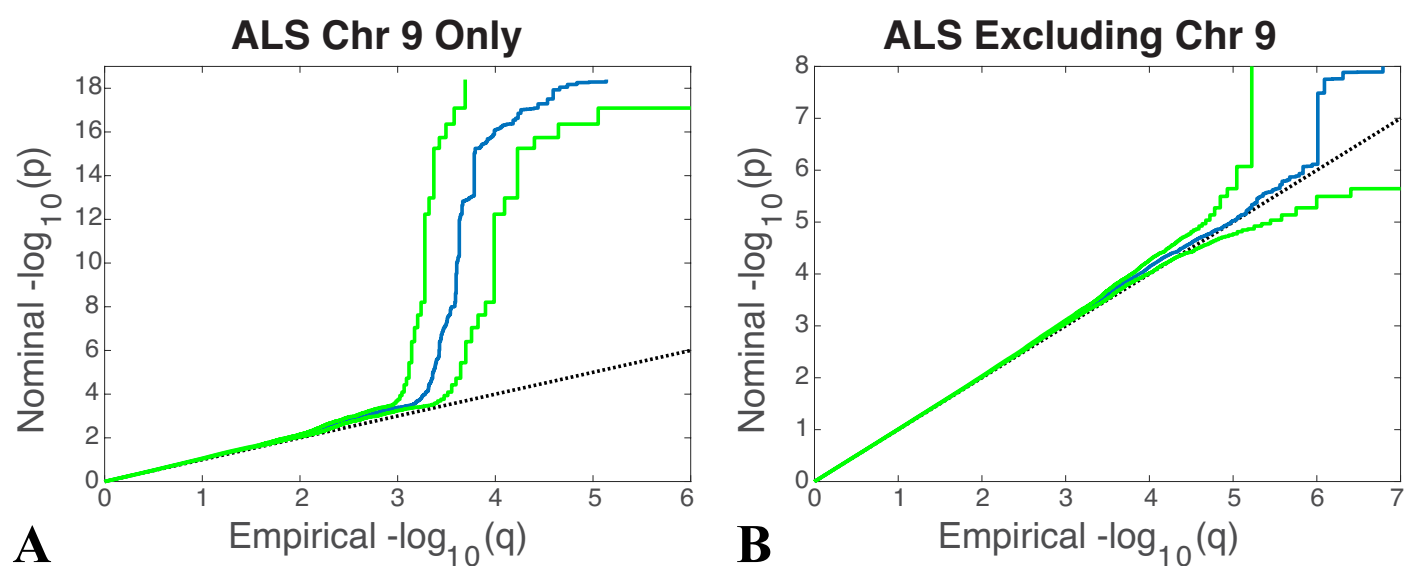 ALS Chr 9 Only
18
16
14
12
10
8
6
4
2
0
Nominal -log10(p)
0 1 2 3 4 5 6
Empirical -log10(q)
A
ALS Excluding Chr 9
8
7
6
5
4
3
2
1
0
Nominal -log10(p)
0 1 2 3 4 5 6 7
Empirical -log10(q)
B